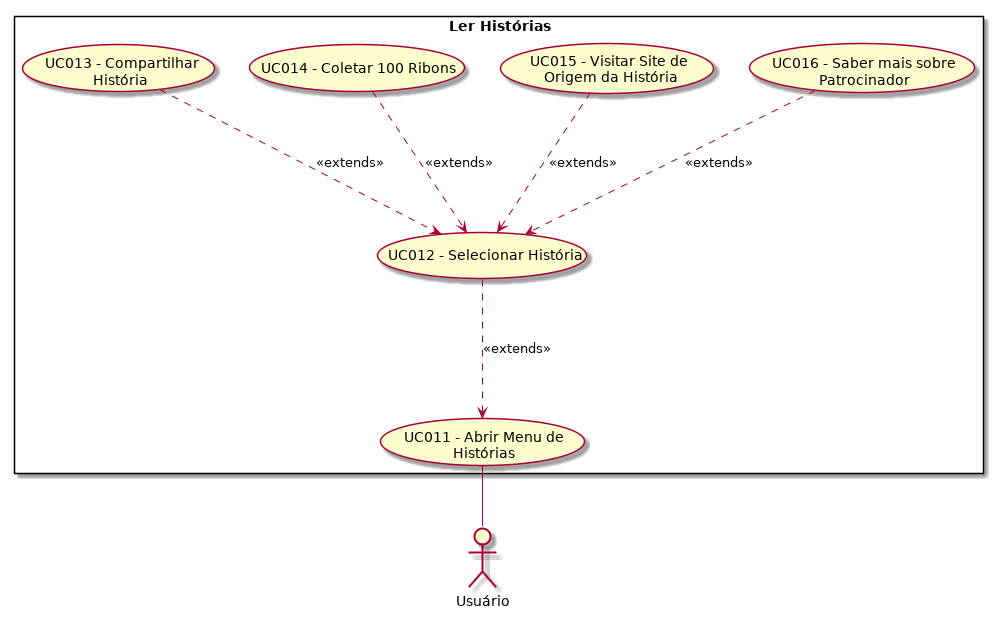 Ler Histórias
UC013 - Compartilhar
História
UC014 - Coletar 100 Ribons
UC015 - Visitar Site de
Origem da História
UC016 - Saber mais sobre
Patrocinador
«extends»
«extends»
«extends»
«extends»
UC012 - Selecionar História
«extends»
UC011 - Abrir Menu de
Histórias
Usuário